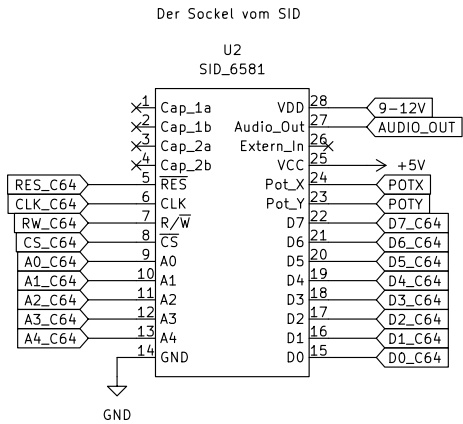 Der Sockel vom SID
U2
SID_6581
1 Cap_1a VDD 28 9-12V
2 Cap_1b Audio_Out 27 AUDIO_OUT
3 Cap_2a Extern_In 26
4 Cap_2b VCC 25 +5V
RES_C64 5 RES Pot_X 24 POTX
CLK_C64 6 CLK Pot_Y 23 POTY
RW_C64 7 R/W D7 22 D7_C64
CS_C64 8 CS D6 21 D6_C64
A0_C64 9 A0 D5 20 D5_C64
A1_C64 10 A1 D4 19 D4_C64
A2_C64 11 A2 D3 18 D3_C64
A3_C64 12 A3 D2 17 D2_C64
A4_C64 13 A4 D1 16 D1_C64
14 GND D0 15 D0_C64
GND